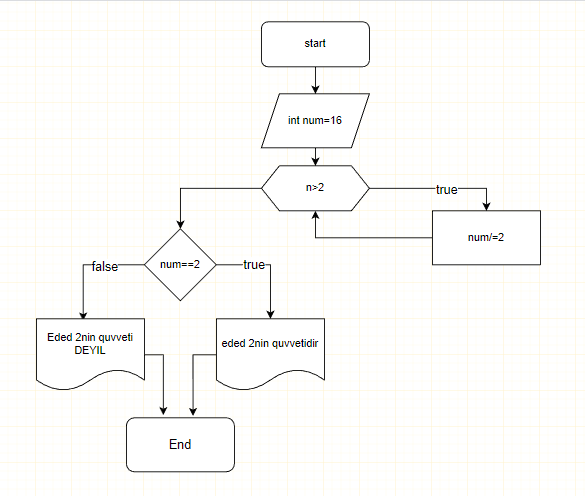 start
int num=16
n>2
true
num/=2
num==2
false
true
Eded 2nin quvveti
DEYIL
eded 2nin quvvetidir
End